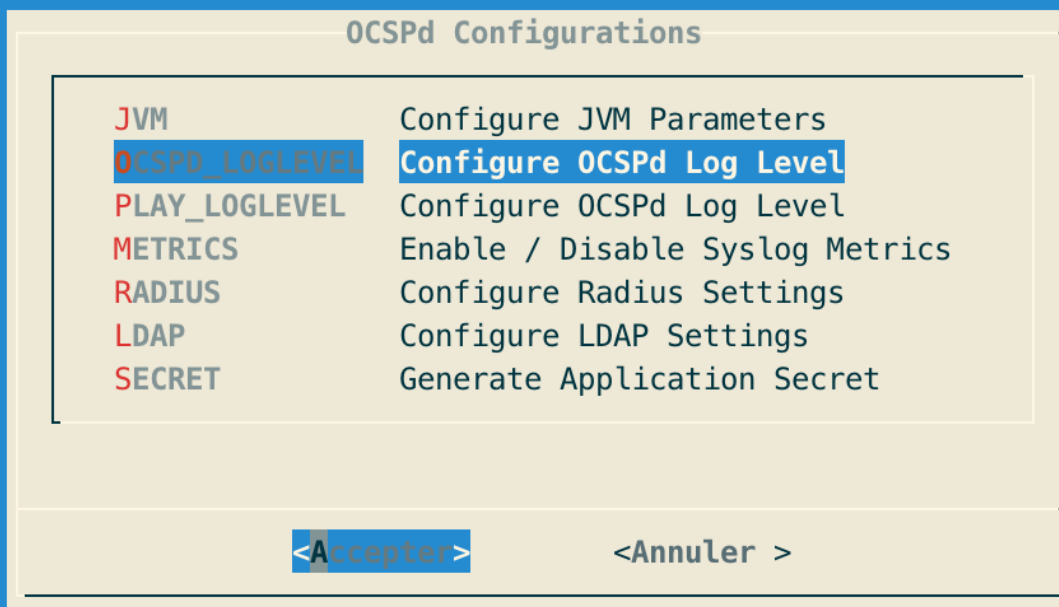 OCSPd Configurations
JVM Configure JVM Parameters
OCSPD_LOGLEVEL Configure OCSPd Log Level
PLAY_LOGLEVEL Configure OCSPd Log Level
METRICS Enable / Disable Syslog Metrics
RADIUS Configure Radius Settings
LDAP Configure LDAP Settings
SECRET Generate Application Secret
<Accepter> <Annuler >